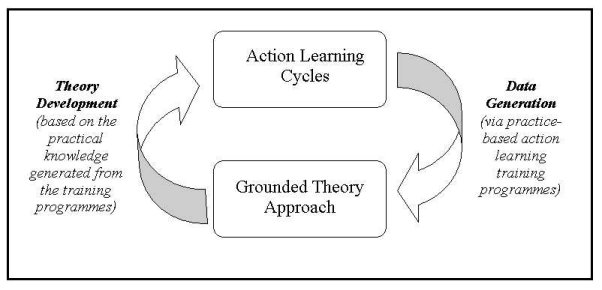 Action Learning
Cycles
Theory
Development
(based on the
practical
knowledge
generated from
the training
programmes)
Data
Generation
(via practice-
based action
learning
training
programmes)
Grounded Theory
Approach